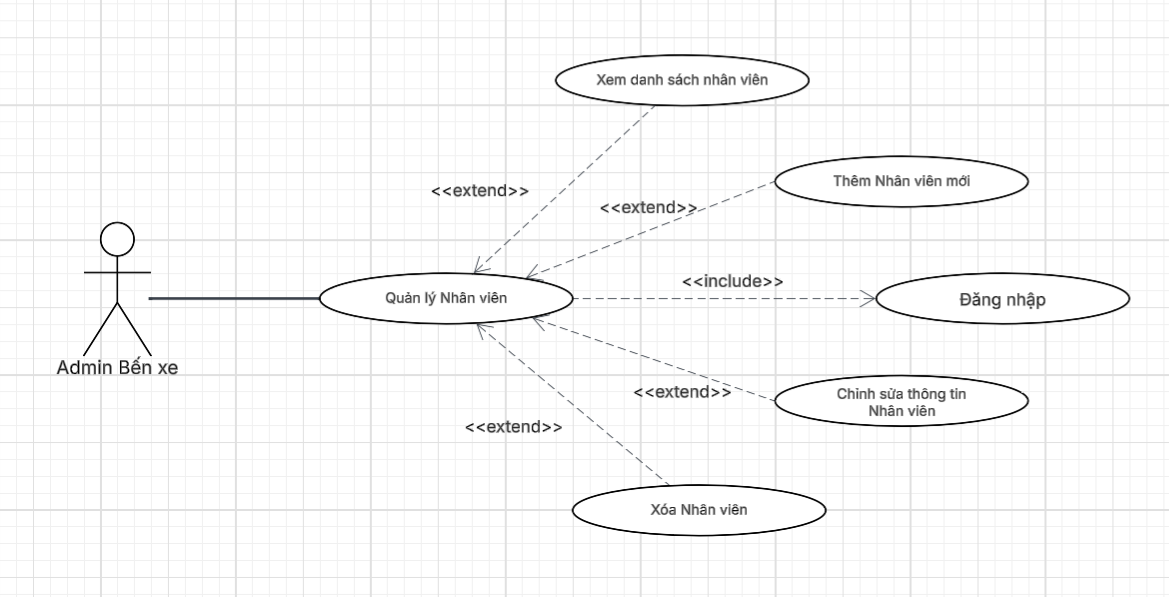 Xem danh sách nhân viên
Thêm Nhân viên mới
<<extend>>
<<extend>>
<<include>>
Quản lý Nhân viên
Đăng nhập
Admin Bến xe
<<extend>>
Chỉnh sửa thông tin
Nhân viên
<<extend>>
Xóa Nhân viên